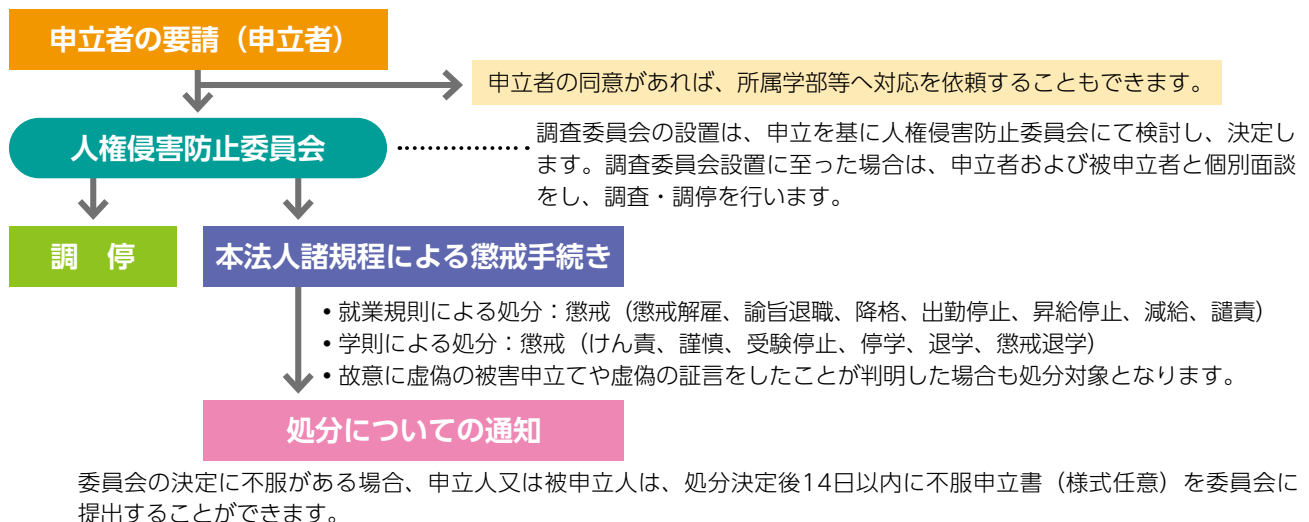 申立者の要請（申立者）
申立者の同意があれば、所属学部等へ対応を依頼することもできます。
人権侵害防止委員会
調査委員会の設置は、申立を基に人権侵害防止委員会にて検討し、決定し
ます。調査委員会設置に至った場合は、申立者および被申立者と個別面談
をし、調査・調停を行います。
調　停
本法人諸規程による懲戒手続き
•就業規則による処分：懲戒（懲戒解雇、諭旨退職、降格、出勤停止、昇給停止、減給、譴責）
•学則による処分：懲戒（けん責、謹慎、受験停止、停学、退学、懲戒退学）
•故意に虚偽の被害申立てや虚偽の証言をしたことが判明した場合も処分対象となります。
処分についての通知
委員会の決定に不服がある場合、申立人又は被申立人は、処分決定後14日以内に不服申立書（様式任意）を委員会に
提出することができます。